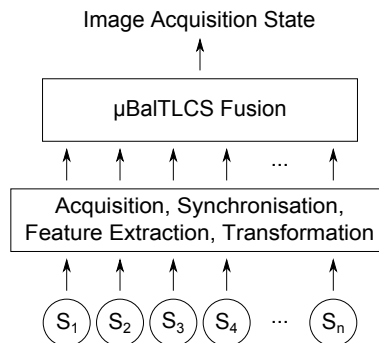 Image Acquisition State
μBalTLCS Fusion
...
Acquisition, Synchronisation,
Feature Extraction, Transformation
S1 S2 S3 S4 ... Sn